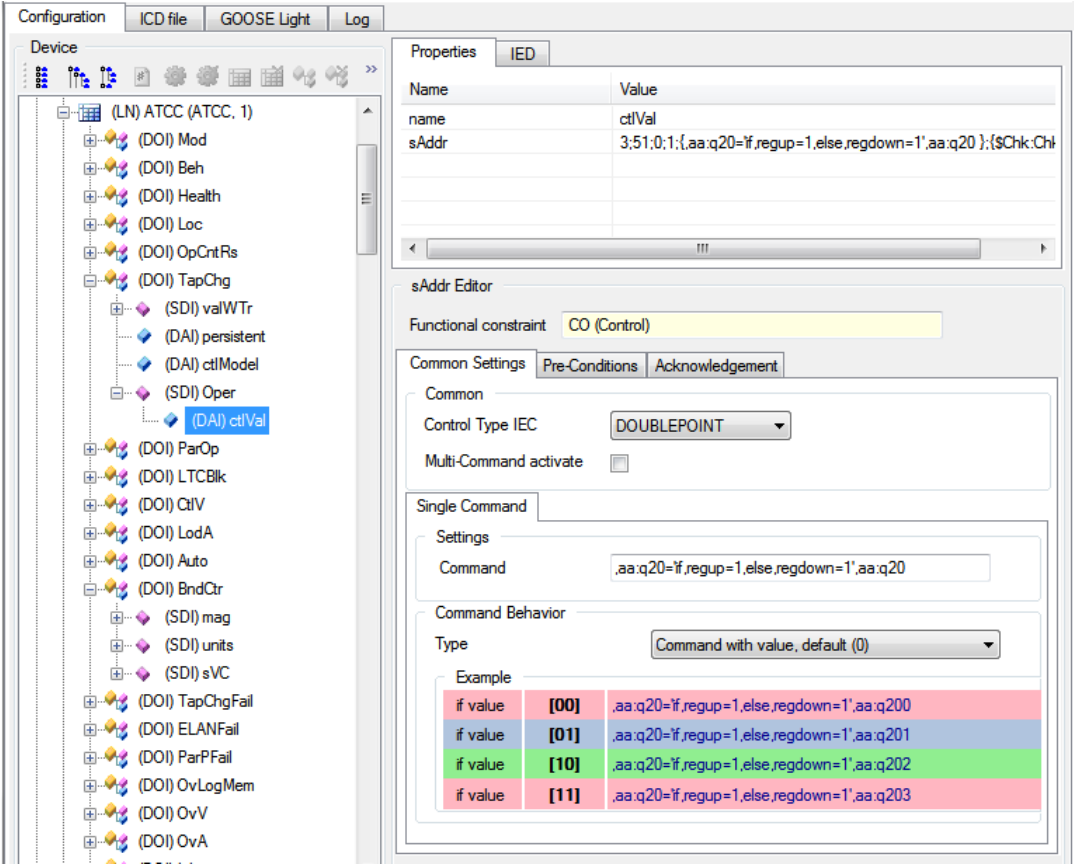 Configuration ICD file GOOSE Light Log
Device
»
(LN) ATCC (ATCC, 1)
(DOI) Mod
(DOI) Beh
(DOI) Health
(DOI) Loc
(DOI) OpCntRs
(DOI) TapChg
(SDI) valWTr
(DAI) persistent
(DAI) ctlModel
(SDI) Oper
(DAI) ctlVal
(DOI) ParOp
(DOI) LTCBlk
(DOI) CtlV
(DOI) LodA
(DOI) Auto
(DOI) BndCtr
(SDI) mag
(SDI) units
(SDI) sVC
(DOI) TapChgFail
(DOI) ELANFail
(DOI) ParPFail
(DOI) OvLogMem
(DOI) OvV
(DOI) OvA
Properties IED
Name Value
name ctlVal
sAddr 3;51;0;1;{,aa:q20='if,regup=1,else,regdown=1',aa:q20 };{$Chk:Chk
sAddr Editor
Functional constraint CO (Control)
Common Settings Pre-Conditions Acknowledgement
Common
Control Type IEC DOUBLEPOINT
Multi-Command activate
Single Command
Settings
Command ,aa:q20='if,regup=1,else,regdown=1',aa:q20
Command Behavior
Type Command with value, default (0)
Example
if value [00] ,aa:q20='if,regup=1,else,regdown=1',aa:q200
if value [01] ,aa:q20='if,regup=1,else,regdown=1',aa:q201
if value [10] ,aa:q20='if,regup=1,else,regdown=1',aa:q202
if value [11] ,aa:q20='if,regup=1,else,regdown=1',aa:q203